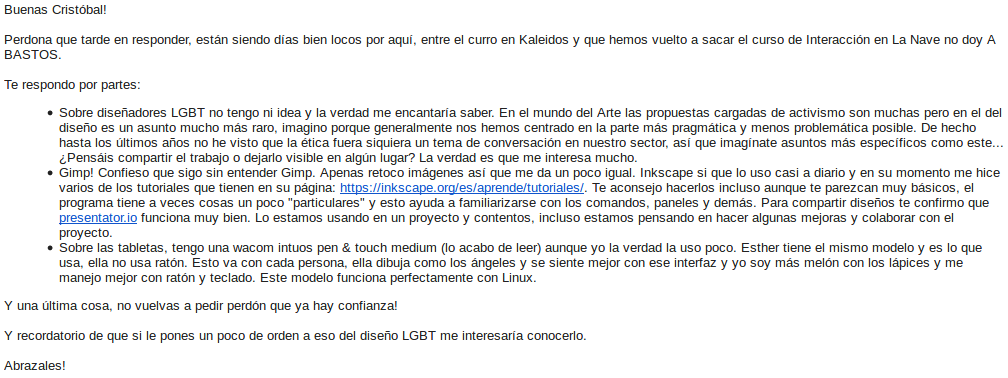 Buenas Cristóbal!
Perdona que tarde en responder, están siendo días bien locos por aquí, entre el curro en Kaleidos y que hemos vuelto a sacar el curso de Interacción en La Nave no doy A
BASTOS.
Te respondo por partes:
• Sobre diseñadores LGBT no tengo ni idea y la verdad me encantaría saber. En el mundo del Arte las propuestas cargadas de activismo son muchas pero en el del
diseño es un asunto mucho más raro, imagino porque generalmente nos hemos centrado en la parte más pragmática y menos problemática posible. De hecho
hasta los últimos años no he visto que la ética fuera siquiera un tema de conversación en nuestro sector, así que imagínate asuntos más específicos como este...
¿Pensáis compartir el trabajo o dejarlo visible en algún lugar? La verdad es que me interesa mucho.
• Gimp! Confieso que sigo sin entender Gimp. Apenas retoco imágenes así que me da un poco igual. Inkscape si que lo uso casi a diario y en su momento me hice
varios de los tutoriales que tienen en su página: https://inkscape.org/es/aprende/tutoriales/. Te aconsejo hacerlos incluso aunque te parezcan muy básicos, el
programa tiene a veces cosas un poco "particulares" y esto ayuda a familiarizarse con los comandos, paneles y demás. Para compartir diseños te confirmo que
presentator.io funciona muy bien. Lo estamos usando en un proyecto y contentos, incluso estamos pensando en hacer algunas mejoras y colaborar con el
proyecto.
• Sobre las tabletas, tengo una wacom intuos pen & touch medium (lo acabo de leer) aunque yo la verdad la uso poco. Esther tiene el mismo modelo y es lo que
usa, ella no usa ratón. Esto va con cada persona, ella dibuja como los ángeles y se siente mejor con ese interfaz y yo soy más melón con los lápices y me
manejo mejor con ratón y teclado. Este modelo funciona perfectamente con Linux.
Y una última cosa, no vuelvas a pedir perdón que ya hay confianza!
Y recordatorio de que si le pones un poco de orden a eso del diseño LGBT me interesaría conocerlo.
Abrazales!